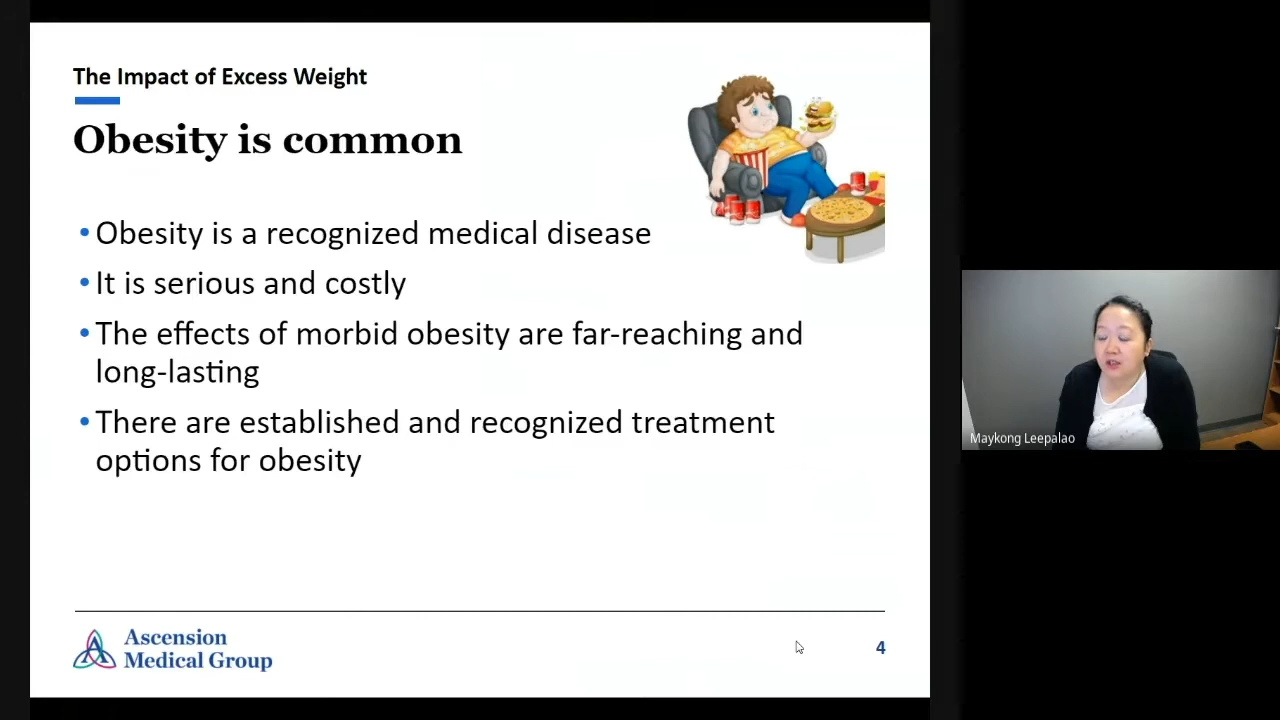 The Impact of Excess Weight
Obesity is common
• Obesity is a recognized medical disease
• It is serious and costly
• The effects of morbid obesity are far-reaching and
long-lasting
• There are established and recognized treatment
options for obesity
Ascension
Medical Group
4
Maykong Leepalao